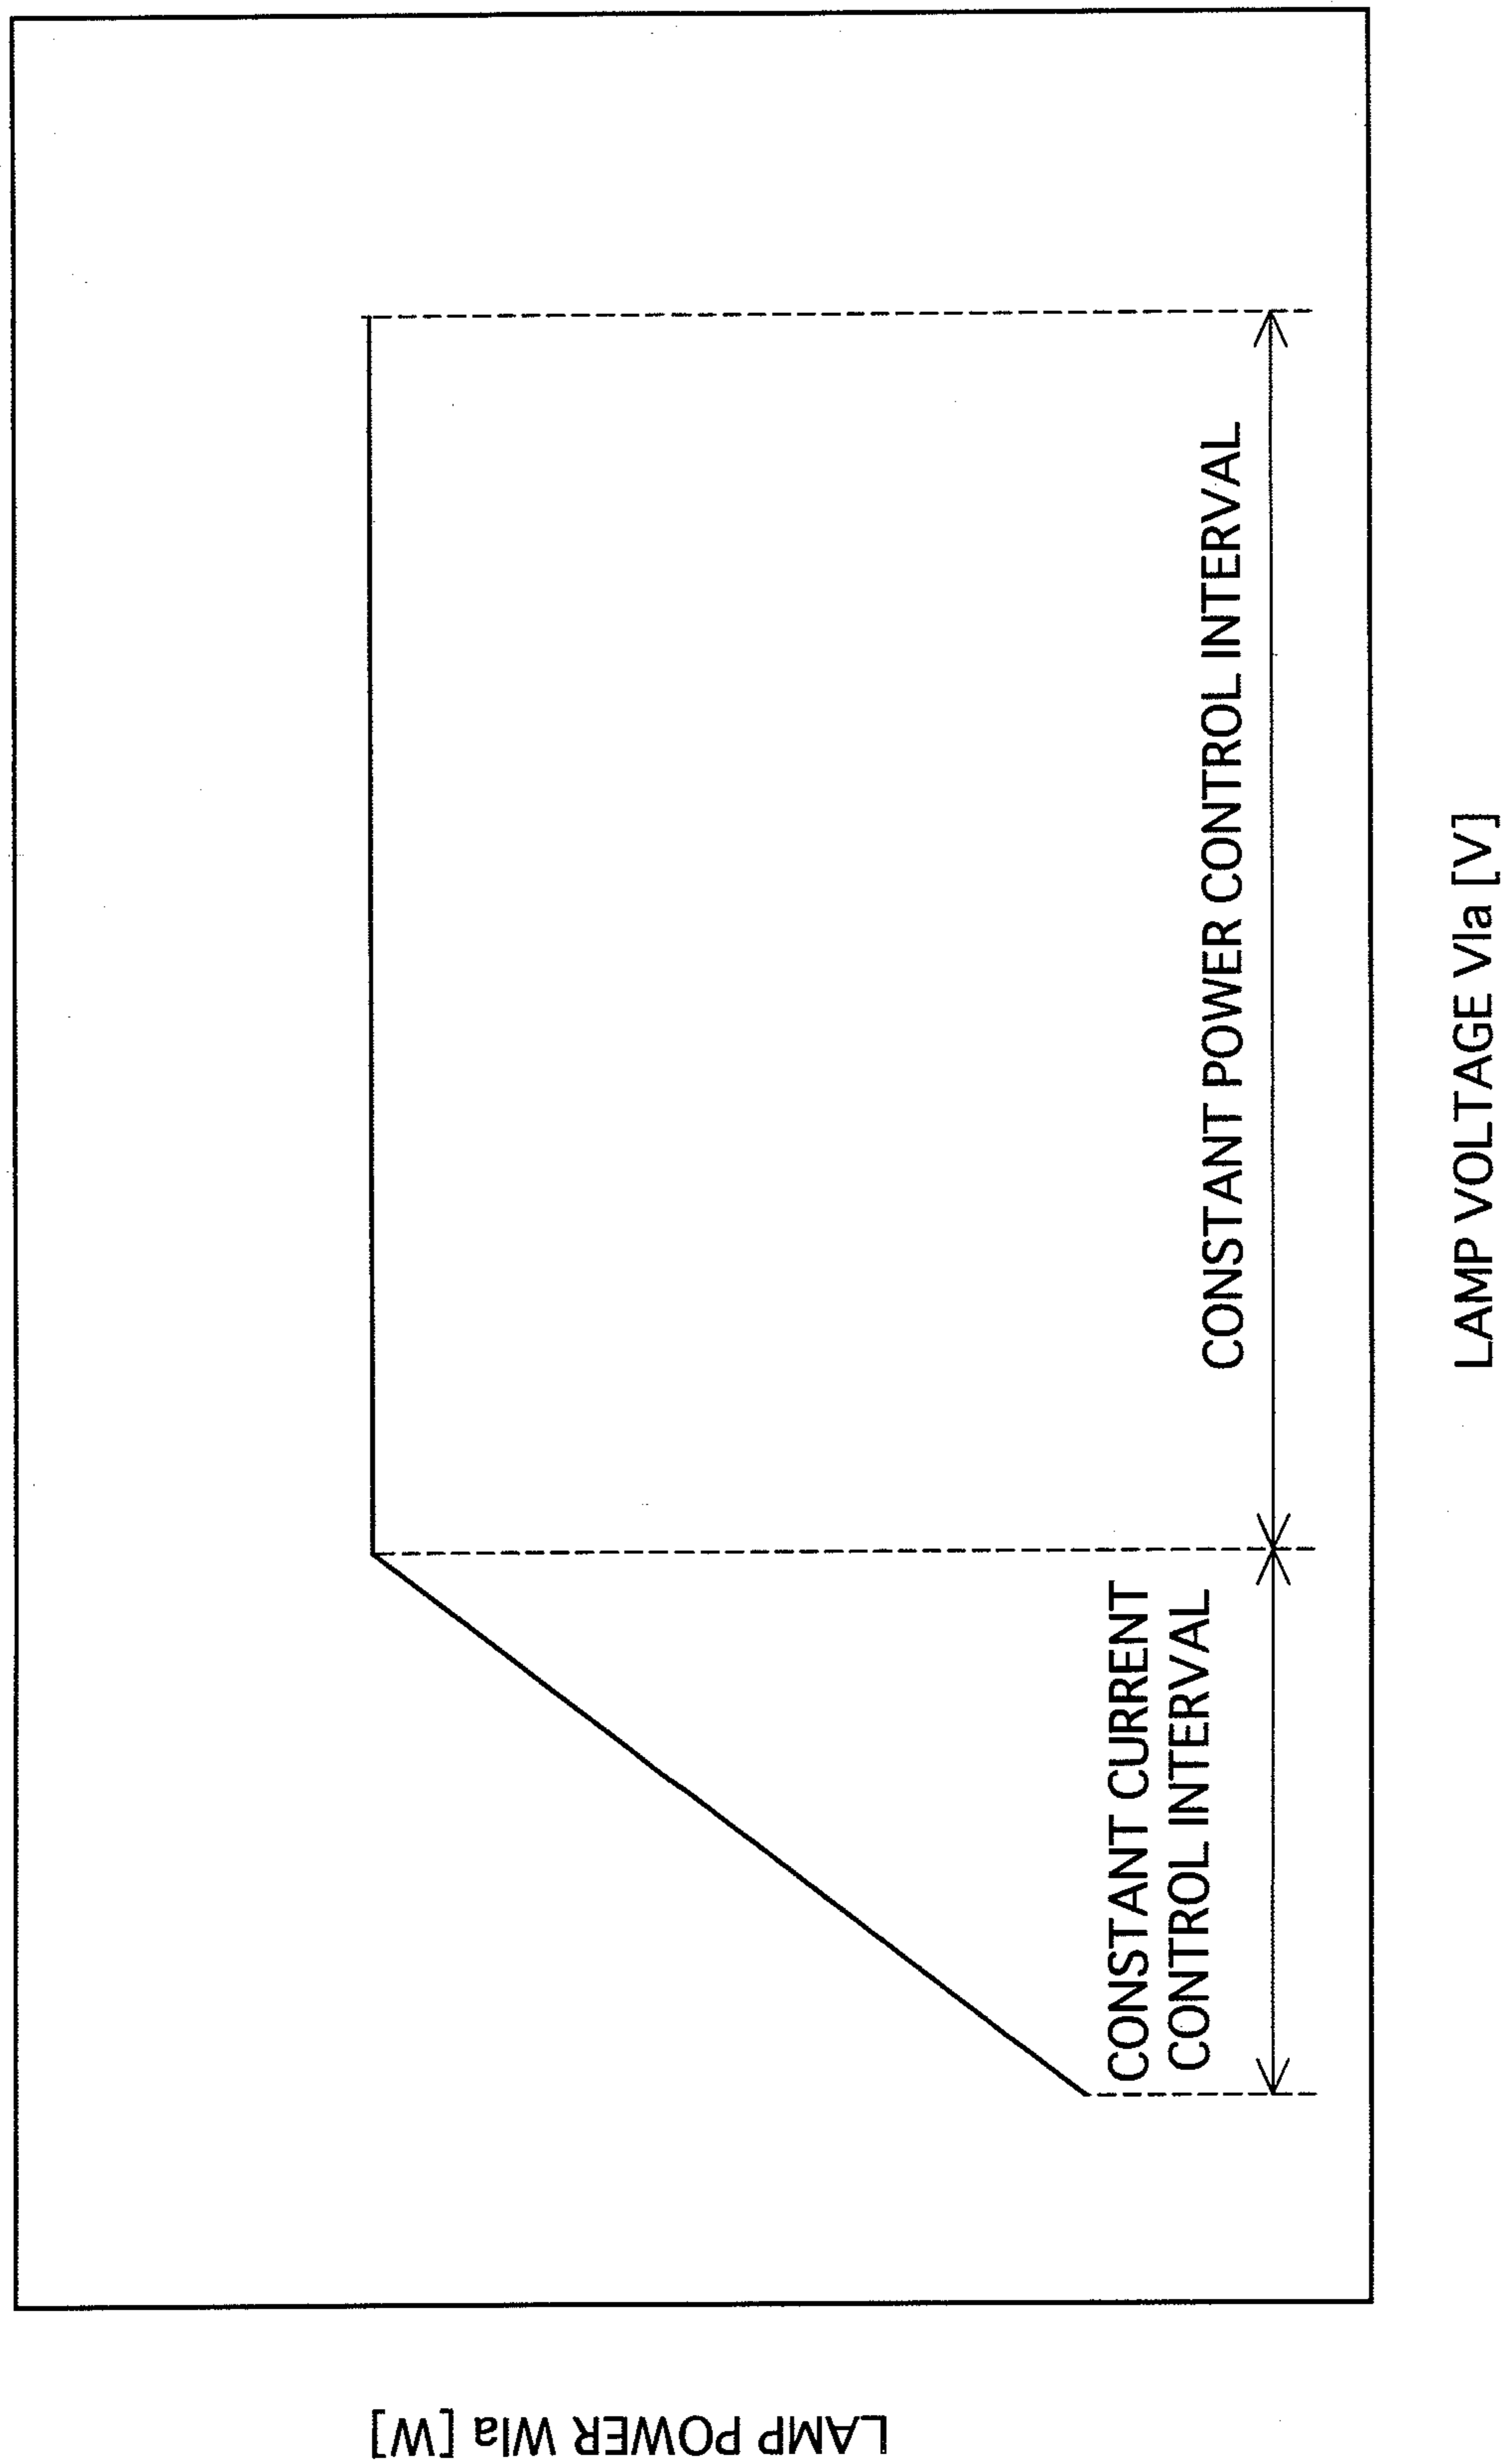 LAMP POWER Wla [W]
CONSTANT CURRENT
CONTROL INTERVAL
CONSTANT POWER CONTROL INTERVAL
LAMP VOLTAGE Vla [V]